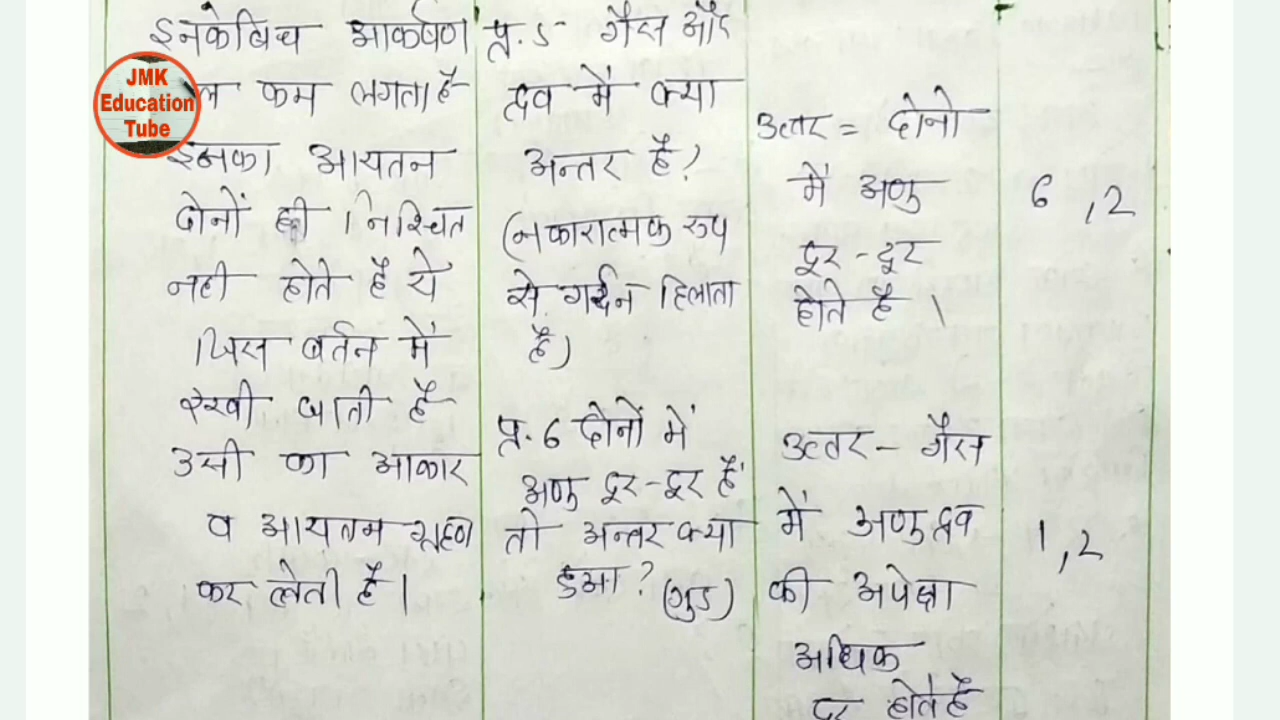 इनकेबिच आकर्षण
ल कम लगता है
इनका आयतन
दोनों ही निश्चित
नही होते है ये
जिस बर्तन में
रखी जाती है
उसी का आकार
व आयतन ग्रहण
कर लेती है।
प्र. 5 गैस और
द्रव में क्या
अन्तर है?
(नकारात्मक रुप
से गर्दन हिलाता
है)
प्र. 6 दोनों में
अणु दूर-दूर हैं
तो अन्तर क्या
हुआ? (गुड)
उत्तर = दोनो
में अणु
दूर-दूर
होते है।
उत्तर - गैस
में अणु द्रव
की अपेक्षा
अधिक
दूर होते है
6, 2
1, 2
JMK
Education
Tube